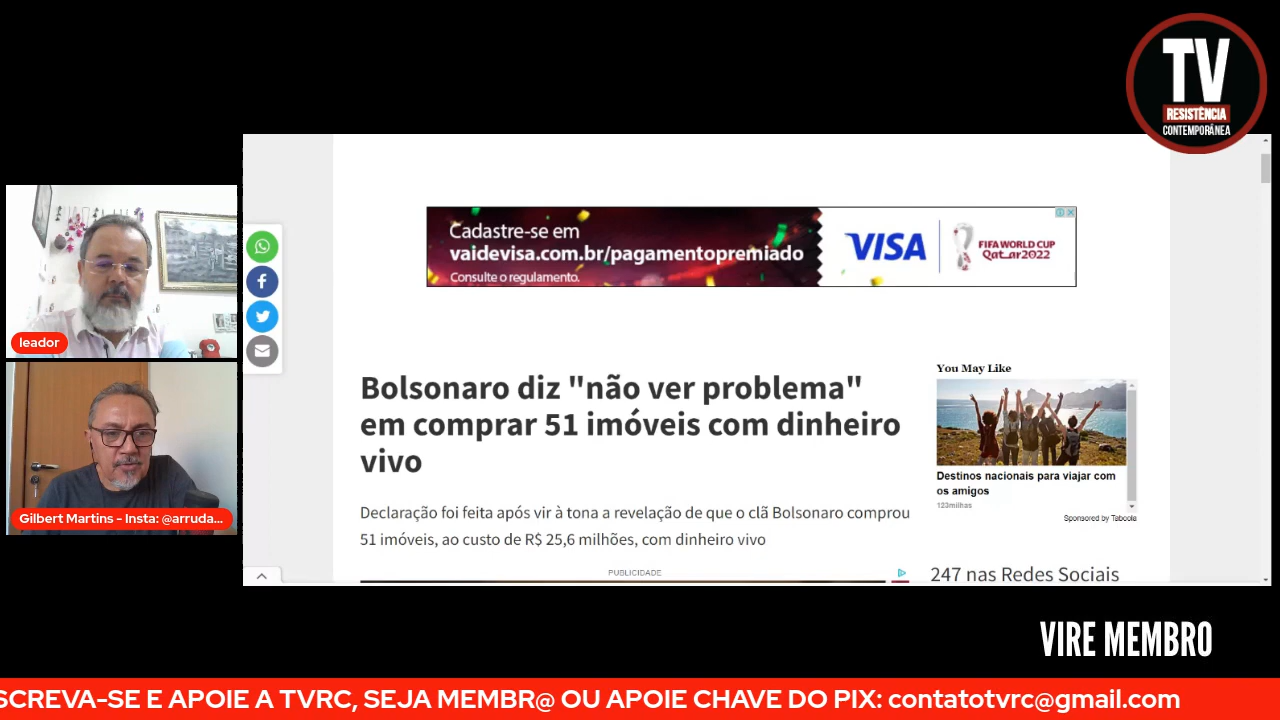 TV
RESISTÊNCIA
CONTEMPORÂNEA
Cadastre-se em
vaidevisa.com.br/pagamentopremiado
Consulte o regulamento.
VISA
FIFA WORLD CUP
Qatar2022
leador
Gilbert Martins - Insta: @arruda...
Bolsonaro diz "não ver problema"
em comprar 51 imóveis com dinheiro
vivo
Declaração foi feita após vir à tona a revelação de que o clã Bolsonaro comprou
51 imóveis, ao custo de R$ 25,6 milhões, com dinheiro vivo
PUBLICIDADE
You May Like
Destinos nacionais para viajar com
os amigos
123milhas
Sponsored by Taboola
247 nas Redes Sociais
VIRE MEMBRO
SCREVA-SE E APOIE A TVRC, SEJA MEMBR@ OU APOIE CHAVE DO PIX: contatotvrc@gmail.com